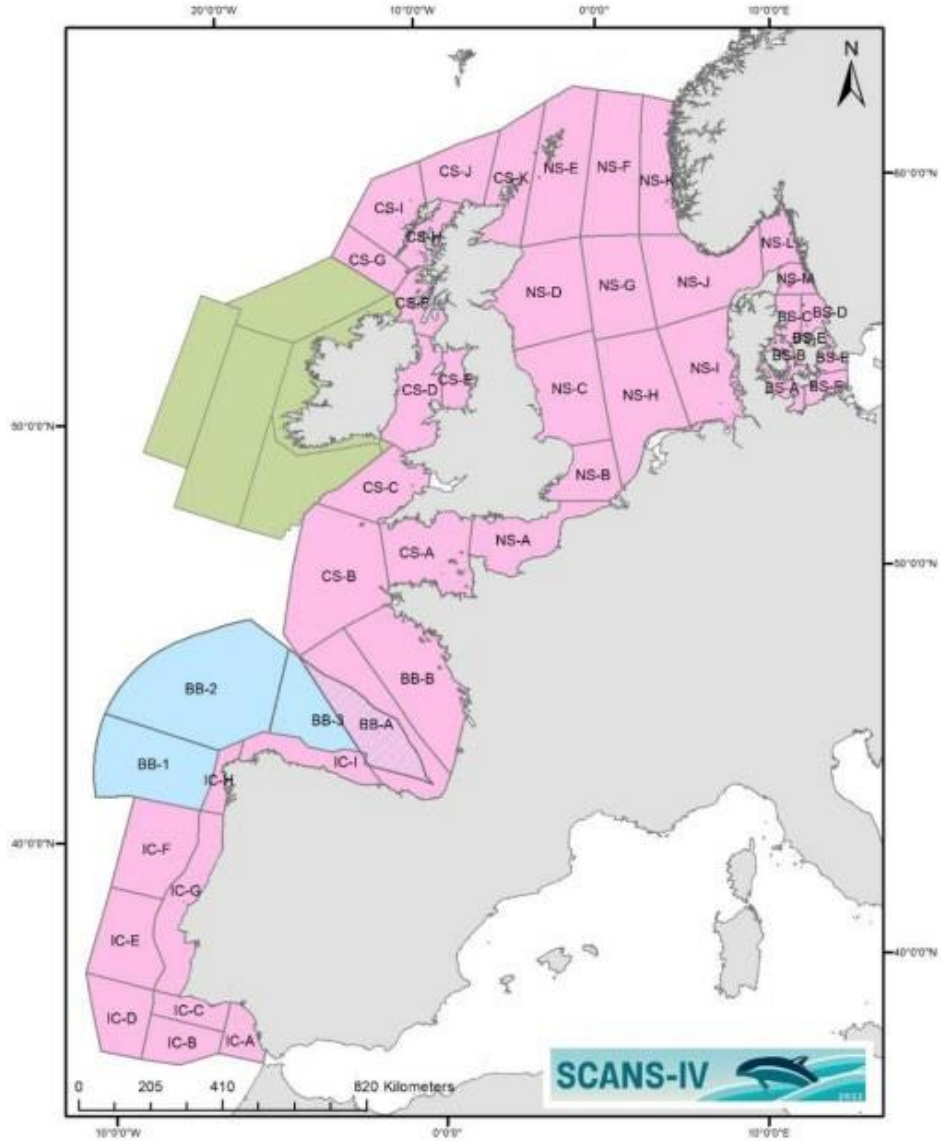 20°0'0"W 10°0'0"W 0°0'0" 10°0'0"E
N
60°0'0"N
CS-J
CS-K
NS-E
NS-F
NS-K
CS-I
CS-H
CS-G
NS-L
NS-D
NS-G
NS-J
NS-M
CS-F
BS-C
BS-D
BS-E
BS-B
CS-D
CS-E
NS-C
NS-H
NS-I
BS-A
50°0'0"N
CS-C
NS-B
CS-B
CS-A
NS-A
50°0'0"N
BB-2
BB-B
BB-3
BB-A
BB-1
IC-H
IC-I
40°0'0"N
IC-F
IC-G
IC-E
40°0'0"N
IC-D
IC-C
IC-B
IC-A
0 205 410 820 Kilometers
SCANS-IV
2022
10°0'0"W 0°0'0" 10°0'0"E